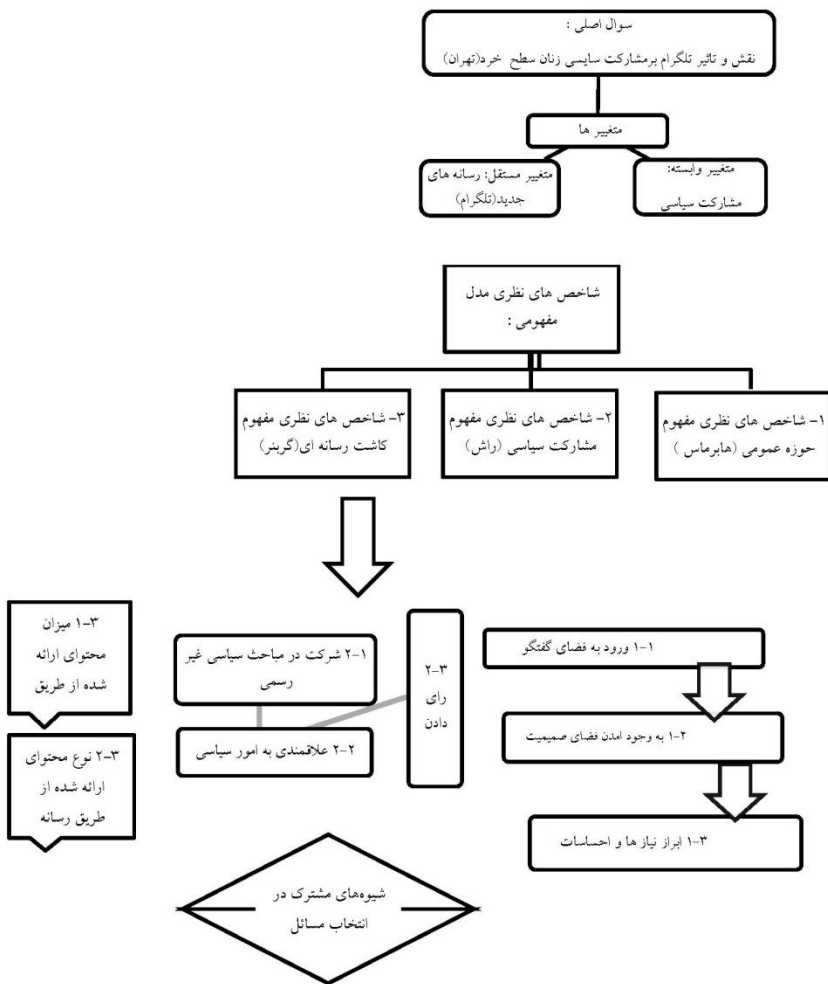 سوال اصلی :
نقش و تاثیر تلگرام برمشارکت سایسی زنان سطح خرد(تهران)
متغییر ها
متغییر وابسته:
مشارکت سیاسی
متغییر مستقل: رسانه های
جدید(تلگرام)
شاخص های نظری مدل
مفهومی :
۱- شاخص های نظری مفهوم
حوزه عمومی (هابرماس )
۲- شاخص های نظری مفهوم
مشارکت سیاسی (راش)
۳- شاخص های نظری مفهوم
کاشت رسانه ای(گربنر)
۱-۱ ورود به فضای گفتگو
۱-۲ به وجود امدن فضای صمیمیت
۱-۳ ابراز نیاز ها و احساسات
۲-۱ شرکت در مباحث سیاسی غیر
رسمی
۲-۲ علاقمندی به امور سیاسی
۲-۳
رای
دادن
۱-۳ میزان
محتوای ارائه
شده از طریق
۲-۳ نوع محتوای
ارائه شده از
طریق رسانه
شیوه‌های مشترک در
انتخاب مسائل